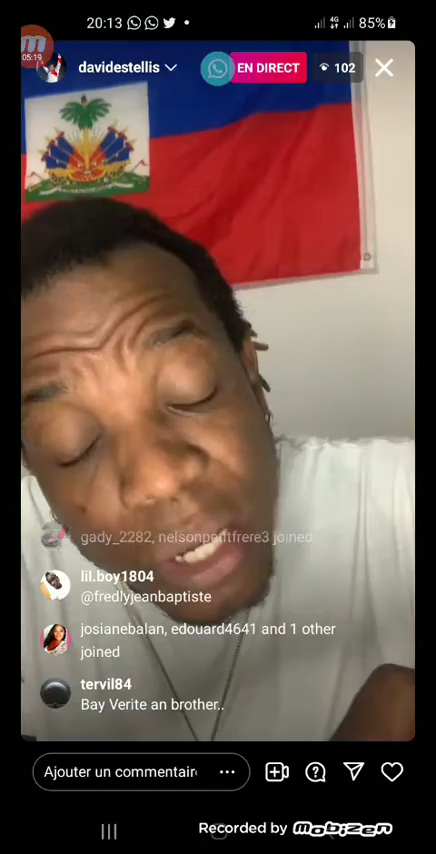 20:13
4G
85%
05:19
davidestellis
EN DIRECT
102
gady_2282, nelsonpetitfrere3 joined
lil.boy1804
@fredlyjeanbaptiste
josianebalan, edouard4641 and 1 other
joined
tervil84
Bay Verite an brother..
Ajouter un commentair
Recorded by Mobizen